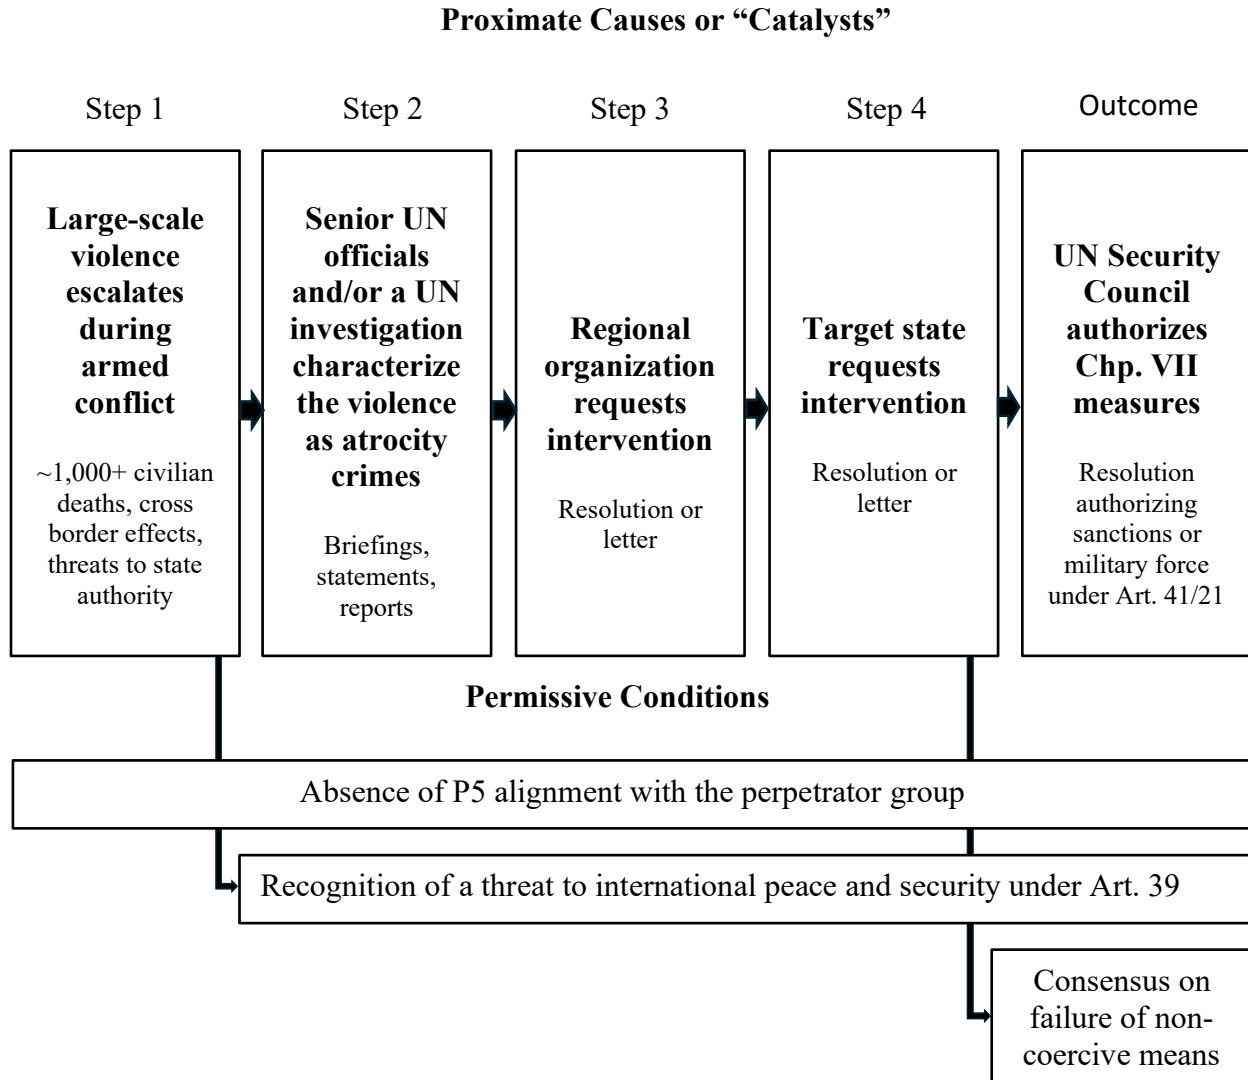 Proximate Causes or “Catalysts”
Step 1
Step 2
Step 3
Step 4
Outcome
Large-scale
violence
escalates
during
armed
conflict
~1,000+ civilian
deaths, cross
border effects,
threats to state
authority
Senior UN
officials
and/or a UN
investigation
characterize
the violence
as atrocity
crimes
Briefings,
statements,
reports
Regional
organization
requests
intervention
Resolution or
letter
Target state
requests
intervention
Resolution or
letter
UN Security
Council
authorizes
Chp. VII
measures
Resolution
authorizing
sanctions or
military force
under Art. 41/21
Permissive Conditions
Absence of P5 alignment with the perpetrator group
Recognition of a threat to international peace and security under Art. 39
Consensus on
failure of non-
coercive means